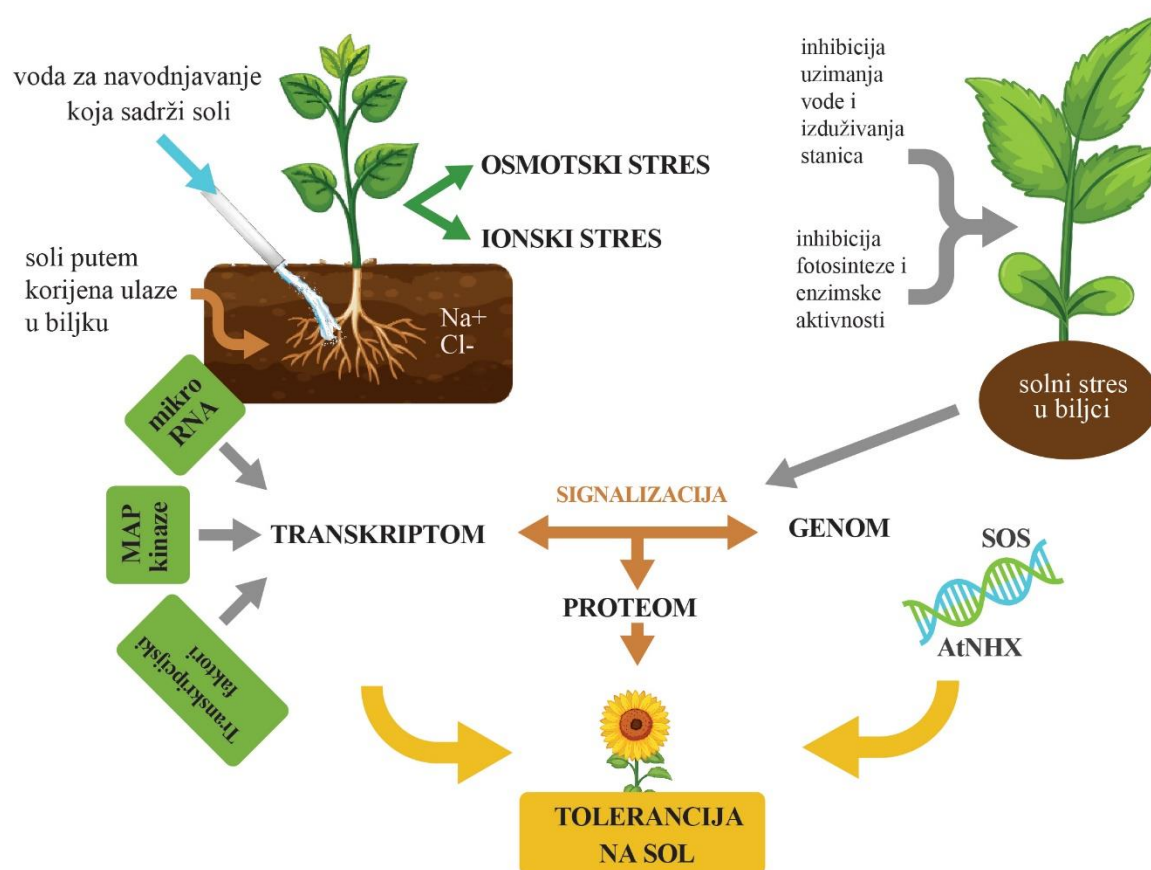 voda za navodnjavanje
koja sadrži soli
OSMOTSKI STRES
IONSKI STRES
soli putem
korijena ulaze
u biljku
Na+
Cl-
inhibicija
uzimanja
vode i
izduživanja
stanica
inhibicija
fotosinteze i
enzimske
aktivnosti
solni stres
u biljci
mikro
RNA
MAP
kinaze
Transkripcijski
faktori
TRANSKRIPTOM
SIGNALIZACIJA
GENOM
PROTEOM
SOS
AtNHX
TOLERANCIJA
NA SOL